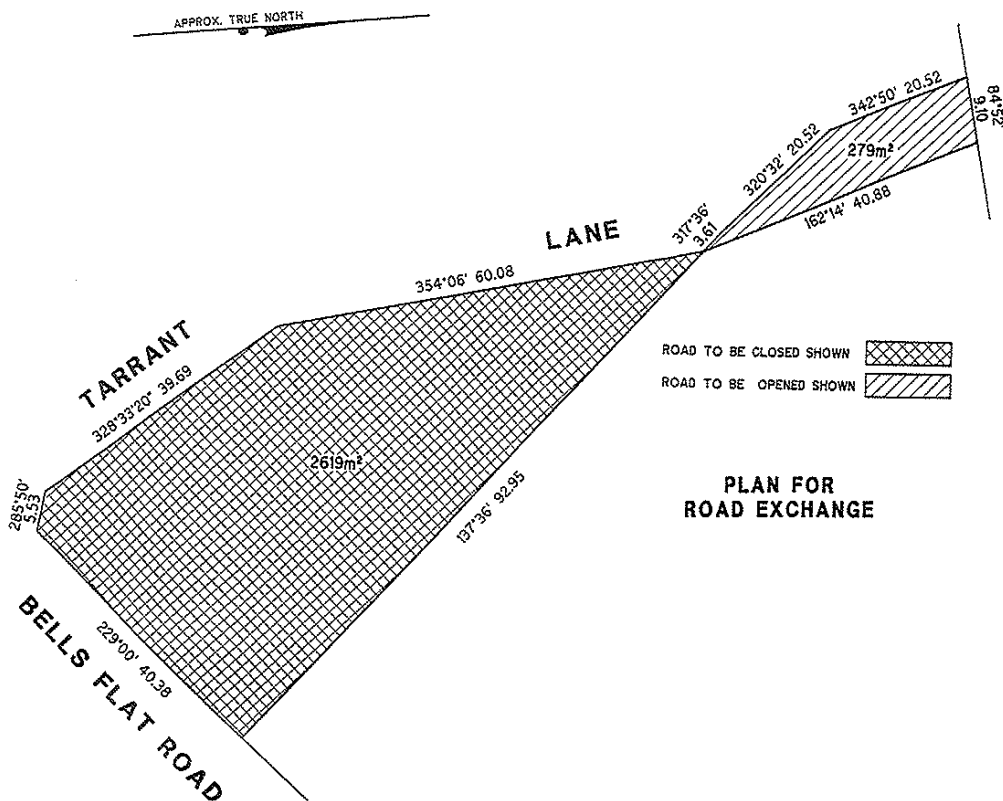 APPROX. TRUE NORTH
342°50' 20.52
84°52'
9.10
320°32' 20.52
279m²
162°14' 40.88
317°36'
3.61
LANE
354°06' 60.08
TARRANT
328°33'20" 39.69
ROAD TO BE CLOSED SHOWN
ROAD TO BE OPENED SHOWN
2619m²
285°50'
5.53
137°36' 92.95
PLAN FOR
ROAD EXCHANGE
229°00' 40.38
BELLS FLAT ROAD